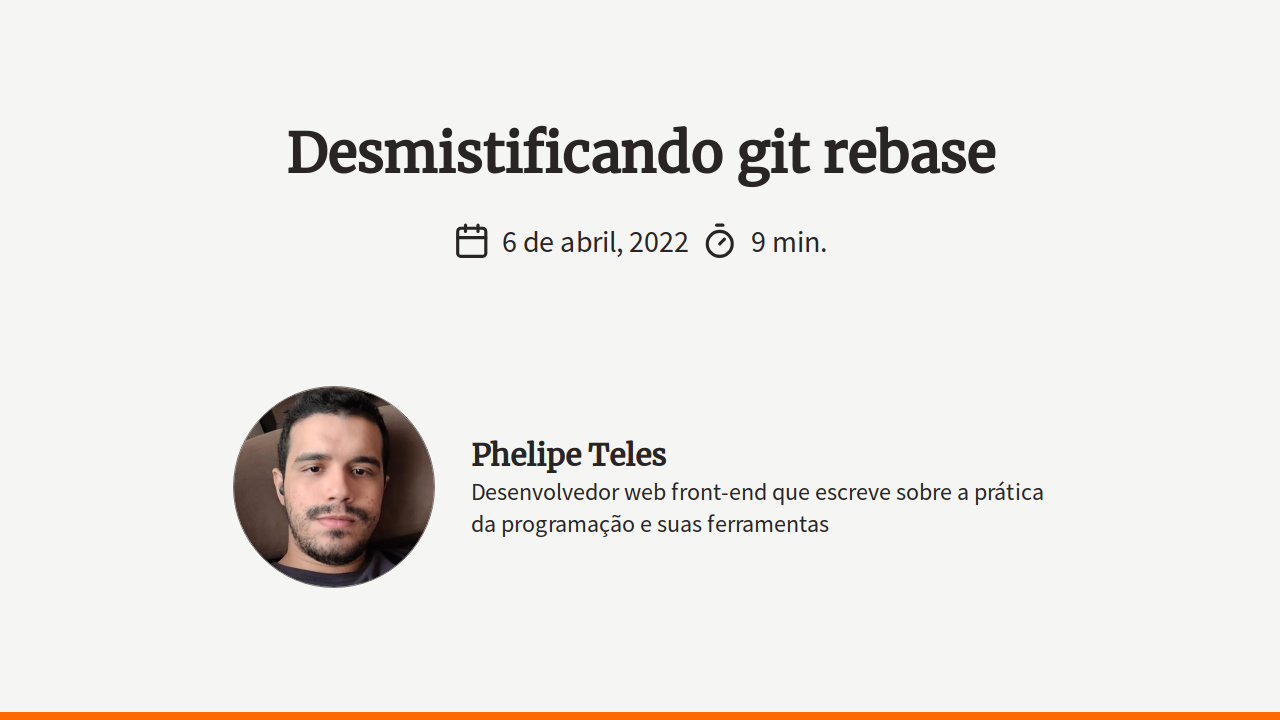 Desmistificando git rebase
6 de abril, 2022 9 min.
Phelipe Teles
Desenvolvedor web front-end que escreve sobre a prática
da programação e suas ferramentas